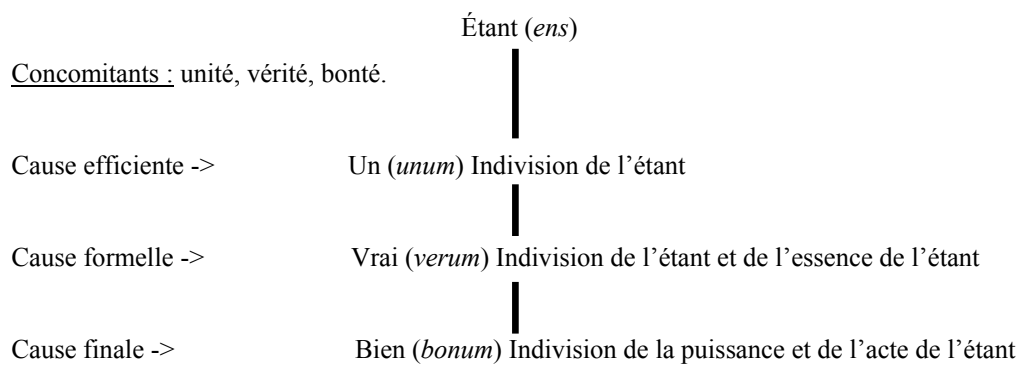 Étant (ens)
Concomitants : unité, vérité, bonté.
Cause efficiente -> Un (unum) Indivision de l’étant
Cause formelle -> Vrai (verum) Indivision de l’étant et de l’essence de l’étant
Cause finale -> Bien (bonum) Indivision de la puissance et de l’acte de l’étant